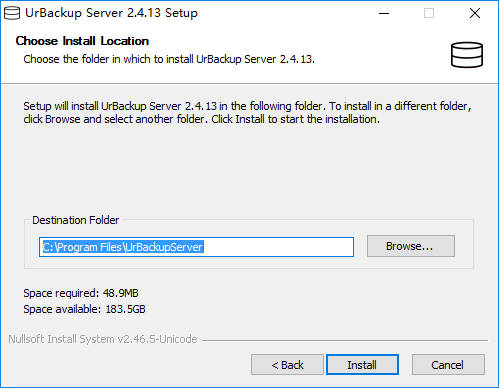 UrBackup Server 2.4.13 Setup
Choose Install Location
Choose the folder in which to install UrBackup Server 2.4.13.
Setup will install UrBackup Server 2.4.13 in the following folder. To install in a different folder,
click Browse and select another folder. Click Install to start the installation.
Destination Folder
C:\Program Files\UrBackupServer
Browse...
Space required: 48.9MB
Space available: 183.5GB
Nullsoft Install System v2.46.5-Unicode
< Back
Install
Cancel